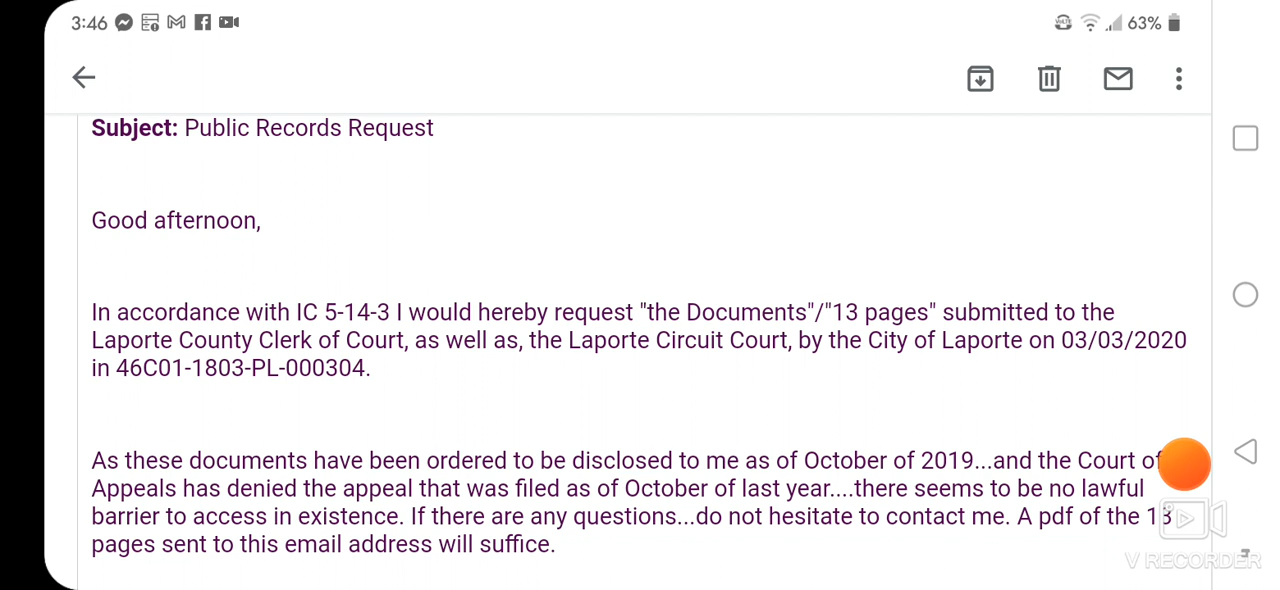 3:46
63%
Subject: Public Records Request
Good afternoon,
In accordance with IC 5-14-3 I would hereby request "the Documents"/"13 pages" submitted to the
Laporte County Clerk of Court, as well as, the Laporte Circuit Court, by the City of Laporte on 03/03/2020
in 46C01-1803-PL-000304.
As these documents have been ordered to be disclosed to me as of October of 2019...and the Court of
Appeals has denied the appeal that was filed as of October of last year....there seems to be no lawful
barrier to access in existence. If there are any questions...do not hesitate to contact me. A pdf of the 13
pages sent to this email address will suffice.
V RECORDER